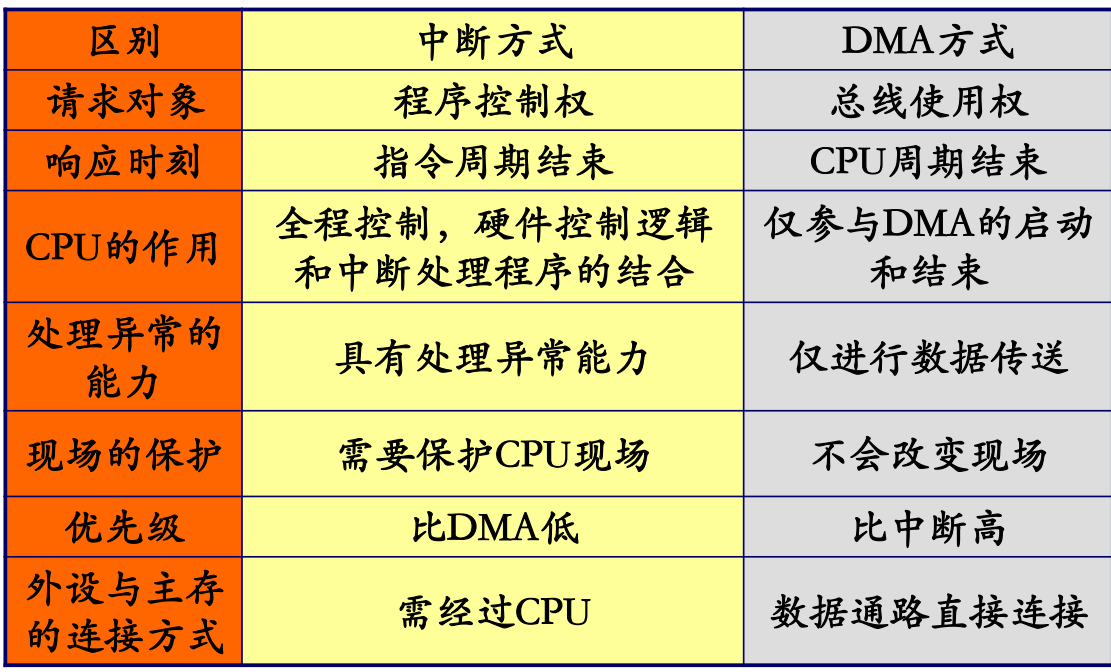 区别 中断方式 DMA方式
请求对象 程序控制权 总线使用权
响应时刻 指令周期结束 CPU周期结束
CPU的作用
全程控制，硬件控制逻辑
和中断处理程序的结合
仅参与DMA的启动
和结束
处理异常的
能力
具有处理异常能力
仅进行数据传送
现场的保护 需要保护CPU现场 不会改变现场
优先级 比DMA低 比中断高
外设与主存
的连接方式
需经过CPU
数据通路直接连接